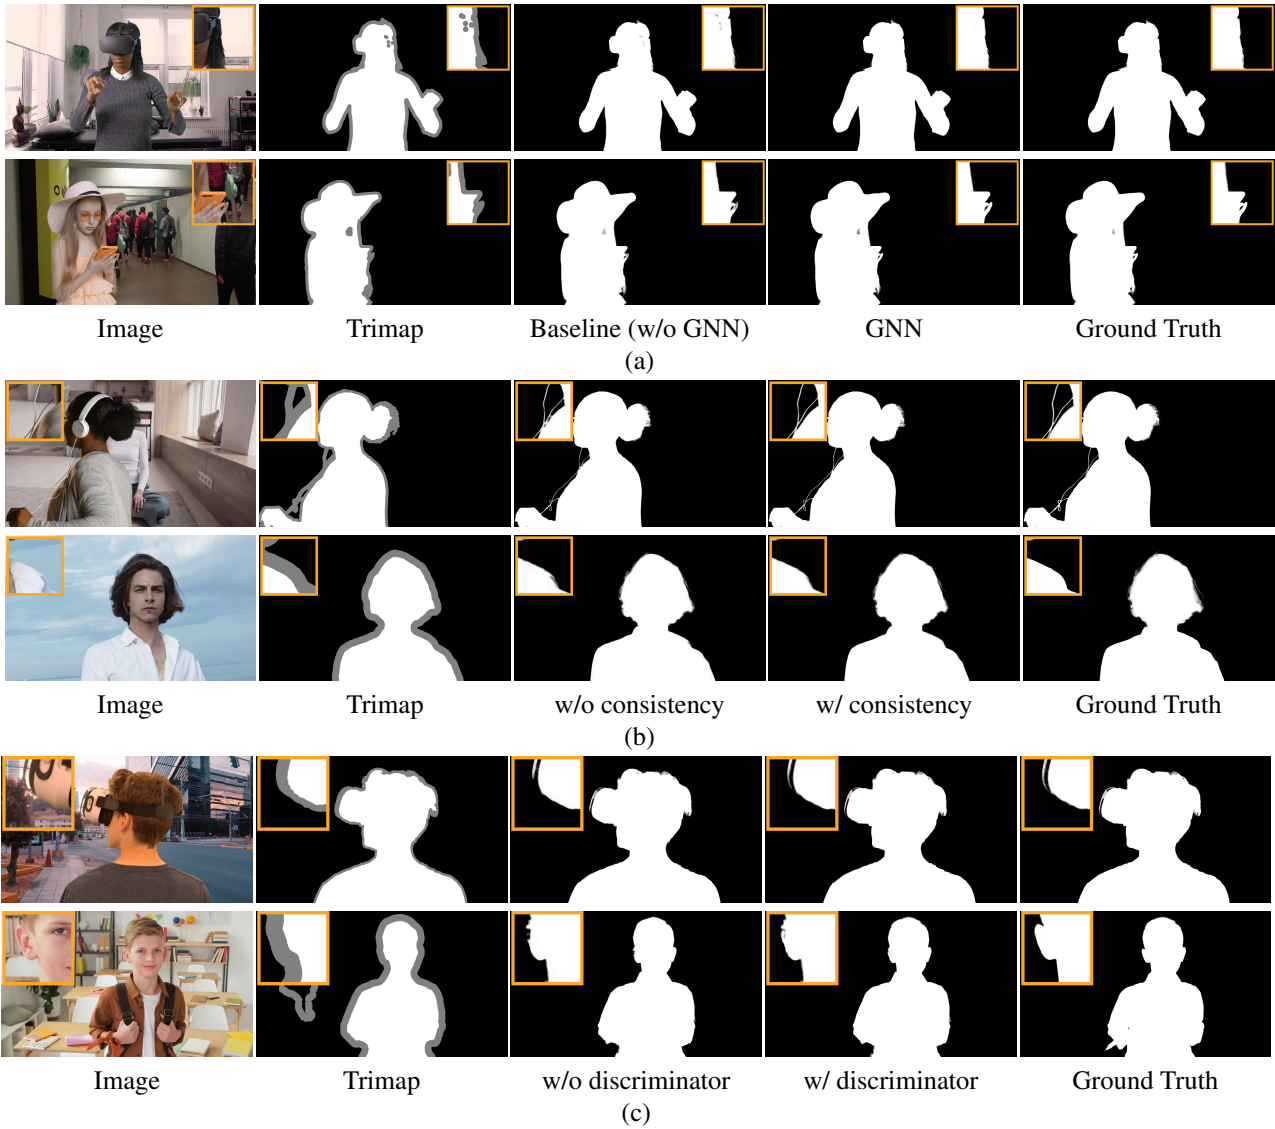 Image Trimap Baseline (w/o GNN) GNN Ground Truth
(a)
Image Trimap w/o consistency w/ consistency Ground Truth
(b)
Image Trimap w/o discriminator w/ discriminator Ground Truth
(c)